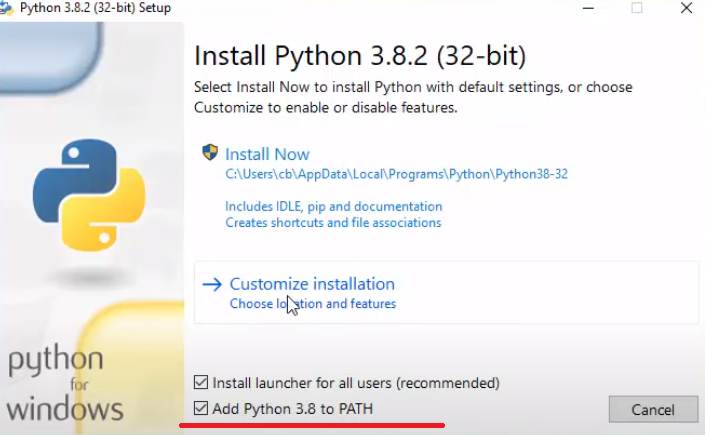 Python 3.8.2 (32-bit) Setup
Install Python 3.8.2 (32-bit)
Select Install Now to install Python with default settings, or choose
Customize to enable or disable features.
Install Now
C:\Users\cb\AppData\Local\Programs\Python\Python38-32
Includes IDLE, pip and documentation
Creates shortcuts and file associations
Customize installation
Choose location and features
python
for
windows
Install launcher for all users (recommended)
Add Python 3.8 to PATH
Cancel